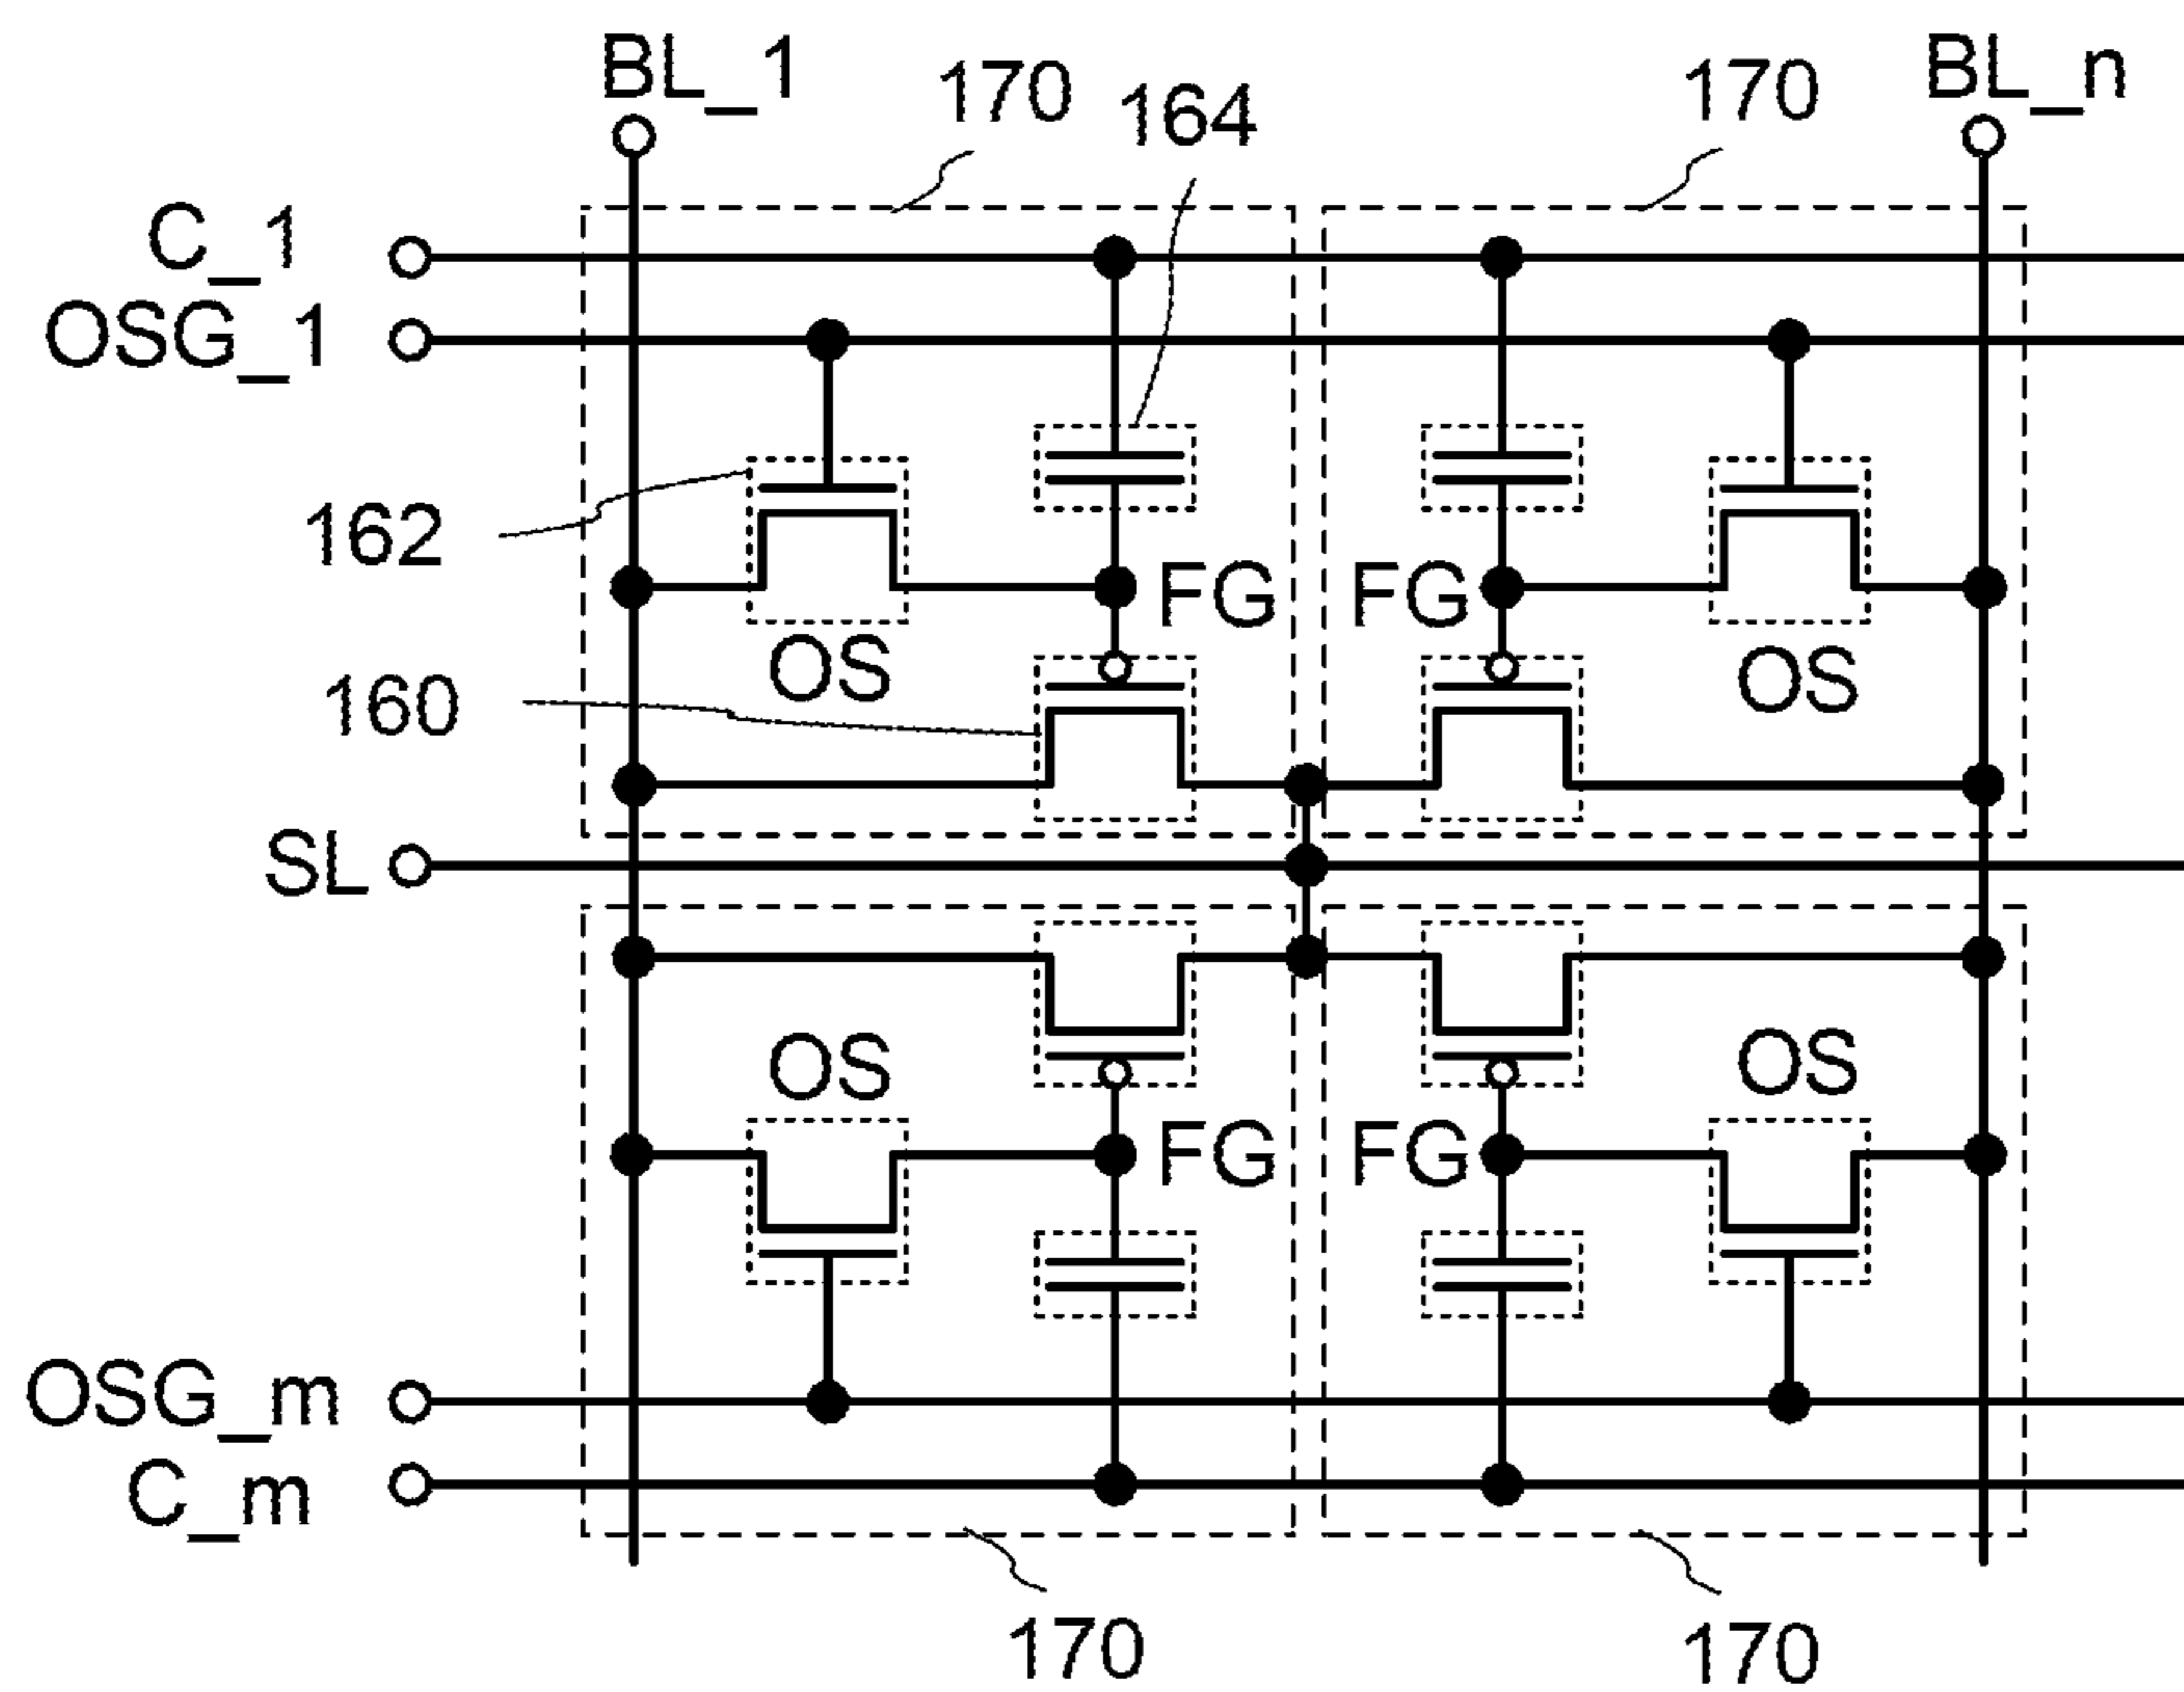 BL_1
170
164
170
BL_n
C_1
OSG_1
162
FG
FG
OS
OS
160
SL
OS
OS
FG
FG
OSG_m
C_m
170
170